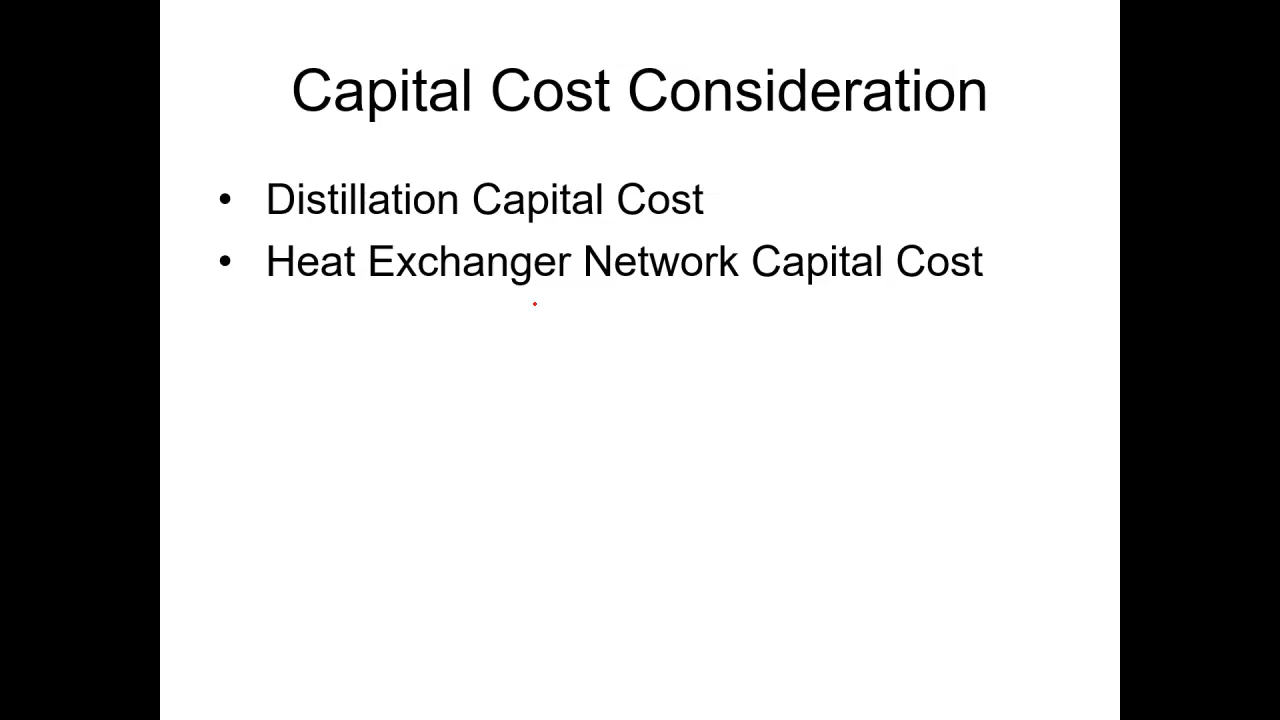 Capital Cost Consideration
• Distillation Capital Cost
• Heat Exchanger Network Capital Cost